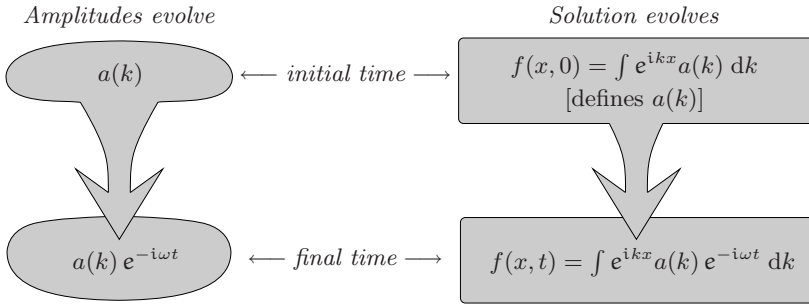 Amplitudes evolve Solution evolves
a(k) ⟵ initial time ⟶ f(x, 0) = ∫ e^{ikx} a(k) dk
[defines a(k)]
a(k) e^{−iωt} ⟵ final time ⟶ f(x, t) = ∫ e^{ikx} a(k) e^{−iωt} dk